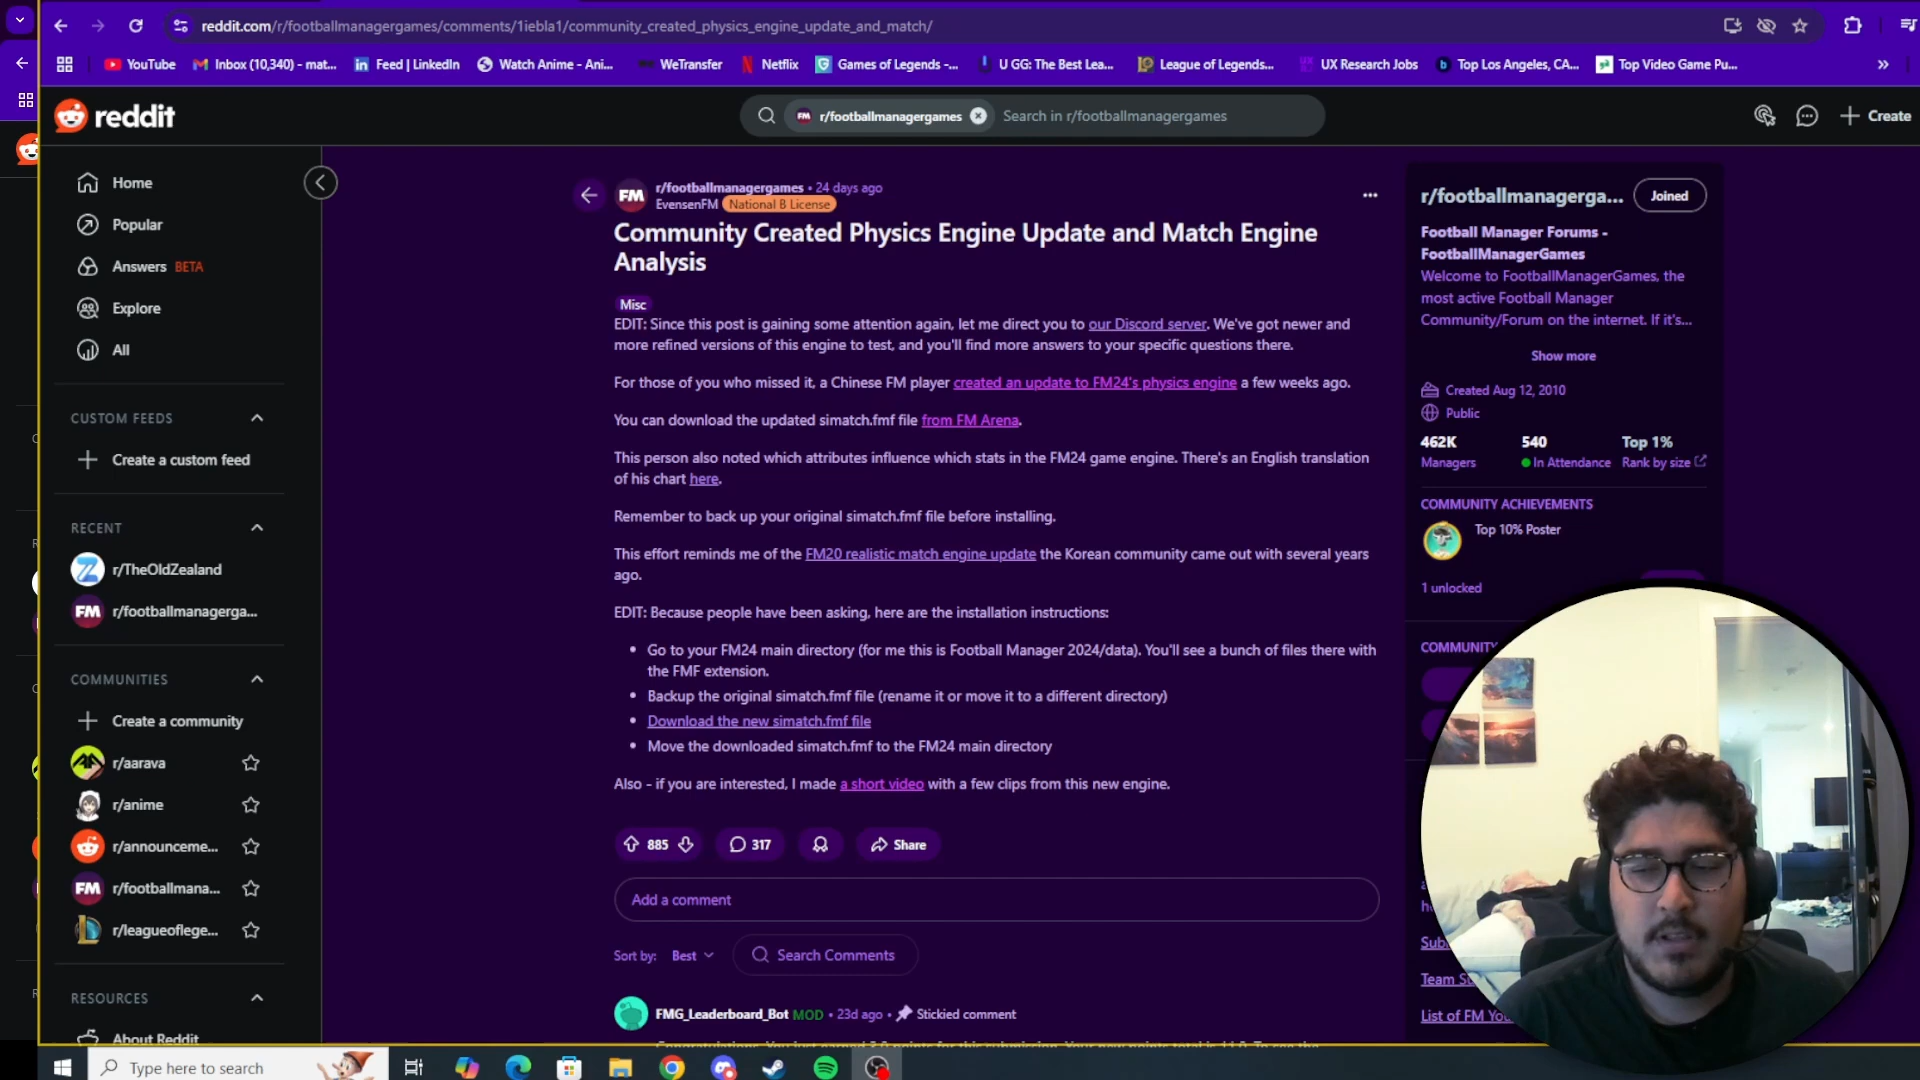 reddit.com/r/footballmanagergames/comments/1iebla1/community_created_physics_engine_update_and_match/
YouTube
Inbox (10,340) - mat...
Feed | LinkedIn
Watch Anime - Ani...
WeTransfer
Netflix
Games of Legends -...
U GG: The Best Lea...
League of Legends...
UX Research Jobs
Top Los Angeles, CA...
Top Video Game Pu...
reddit
FM r/footballmanagergames
Search in r/footballmanagergames
Create
Home
Popular
Answers BETA
Explore
All
CUSTOM FEEDS
Create a custom feed
RECENT
r/TheOldZealand
FM r/footballmanagerga...
COMMUNITIES
Create a community
r/aarava
r/anime
r/announceme...
FM r/footballmana...
r/leagueoflege...
RESOURCES
About Reddit
FM
r/footballmanagergames • 24 days ago
EvensenFM National B License
Community Created Physics Engine Update and Match Engine
Analysis
Misc
EDIT: Since this post is gaining some attention again, let me direct you to our Discord server. We've got newer and
more refined versions of this engine to test, and you'll find more answers to your specific questions there.
For those of you who missed it, a Chinese FM player created an update to FM24's physics engine a few weeks ago.
You can download the updated simatch.fmf file from FM Arena.
This person also noted which attributes influence which stats in the FM24 game engine. There's an English translation
of his chart here.
Remember to back up your original simatch.fmf file before installing.
This effort reminds me of the FM20 realistic match engine update the Korean community came out with several years
ago.
EDIT: Because people have been asking, here are the installation instructions:
• Go to your FM24 main directory (for me this is Football Manager 2024/data). You'll see a bunch of files there with
the FMF extension.
• Backup the original simatch.fmf file (rename it or move it to a different directory)
• Download the new simatch.fmf file
• Move the downloaded simatch.fmf to the FM24 main directory
Also - if you are interested, I made a short video with a few clips from this new engine.
885
317
Share
Add a comment
Sort by: Best
Search Comments
FMG_Leaderboard_Bot MOD • 23d ago • Stickied comment
r/footballmanagerga...
Joined
Football Manager Forums -
FootballManagerGames
Welcome to FootballManagerGames, the
most active Football Manager
Community/Forum on the internet. If it's...
Show more
Created Aug 12, 2010
Public
462K 540 Top 1%
Managers In Attendance Rank by size
COMMUNITY ACHIEVEMENTS
Top 10% Poster
1 unlocked
Type here to search